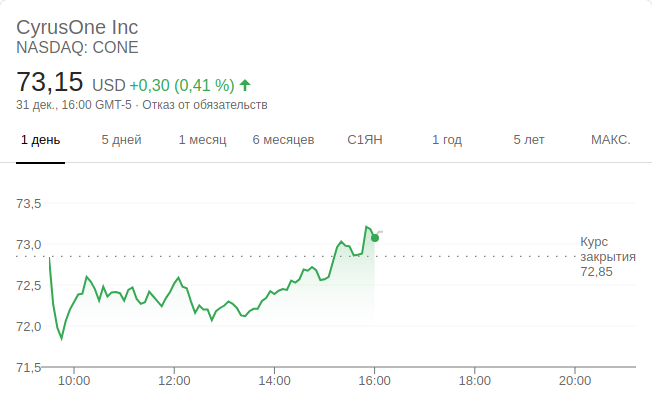 CyrusOne Inc
NASDAQ: CONE
73,15 USD +0,30 (0,41 %)
31 дек., 16:00 GMT-5 · Отказ от обязательств
1 день 5 дней 1 месяц 6 месяцев С1ЯН 1 год 5 лет МАКС.
73,5
73,0
Курс
закрытия
72,85
72,5
72,0
71,5
10:00 12:00 14:00 16:00 18:00 20:00